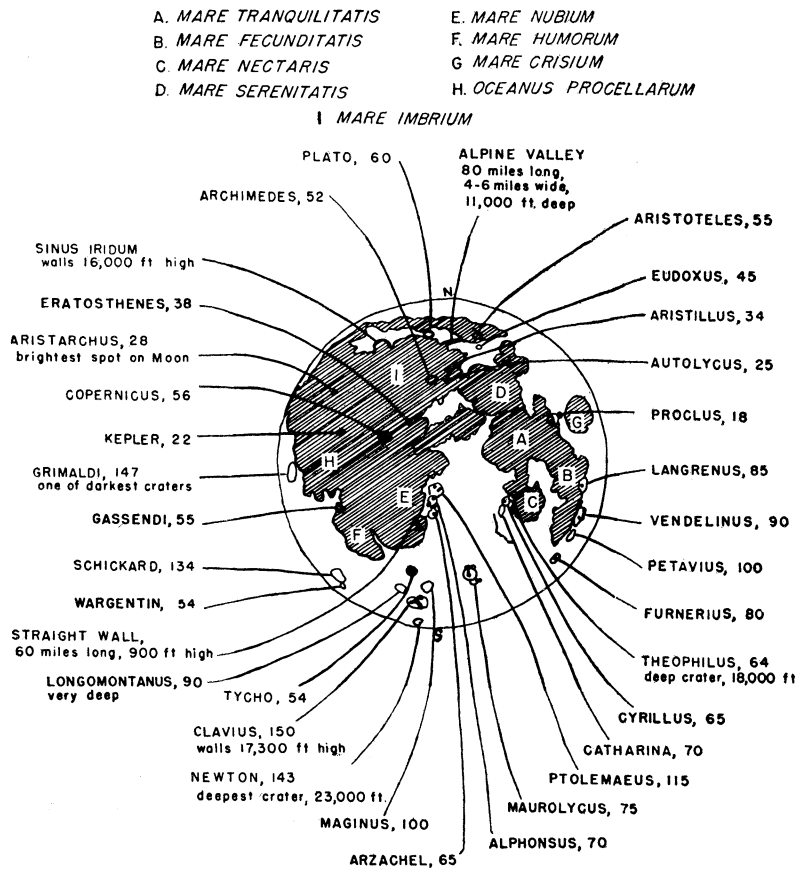 A. MARE TRANQUILITATIS
B. MARE FECUNDITATIS
C. MARE NECTARIS
D. MARE SERENITATIS
E. MARE NUBIUM
F. MARE HUMORUM
G MARE CRISIUM
H. OCEANUS PROCELLARUM
I MARE IMBRIUM
PLATO, 60
ALPINE VALLEY
80 miles long,
4-6 miles wide,
11,000 ft. deep
ARCHIMEDES, 52
SINUS IRIDUM
walls 16,000 ft high
ERATOSTHENES, 38
ARISTARCHUS, 28
brightest spot on Moon
COPERNICUS, 56
KEPLER, 22
GRIMALDI, 147
one of darkest craters
GASSENDI, 55
SCHICKARD, 134
WARGENTIN, 54
STRAIGHT WALL,
60 miles long, 900 ft high
LONGOMONTANUS, 90
very deep
TYCHO, 54
CLAVIUS, 150
walls 17,300 ft high
NEWTON, 143
deepest crater, 23,000 ft.
MAGINUS, 100
ARZACHEL, 65
ARISTOTELES, 55
EUDOXUS, 45
ARISTILLUS, 34
AUTOLYCUS, 25
PROCLUS, 18
LANGRENUS, 85
VENDELINUS, 90
PETAVIUS, 100
FURNERIUS, 80
THEOPHILUS, 64
deep crater, 18,000 ft
CYRILLUS, 65
CATHARINA, 70
PTOLEMAEUS, 115
MAUROLYCUS, 75
ALPHONSUS, 70
N
I
D
G
A
H
B
E
C
F
S